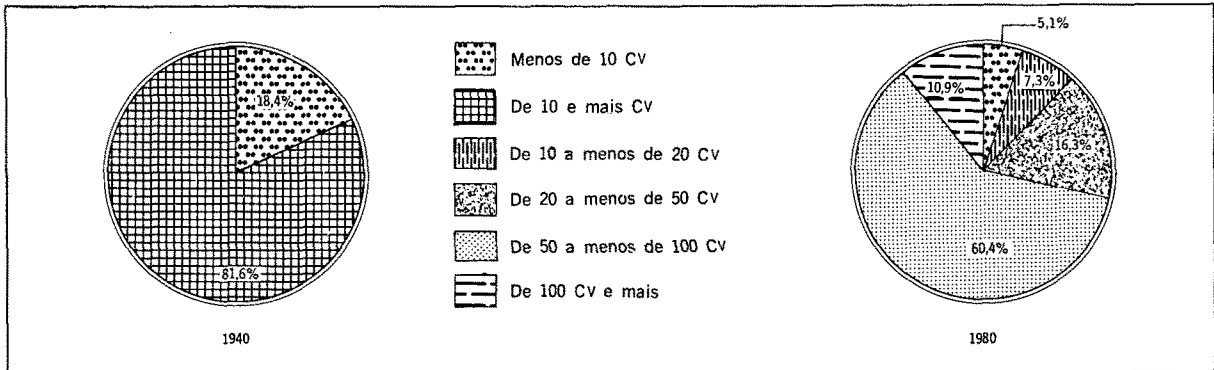 18,4%
81,6%
1940
Menos de 10 Cv
De 10 e mais Cv
De 10 a menos de 20 Cv
De 20 a menos de 50 Cv
De 50 a menos de 100 Cv
De 100 Cv e mais
5,1%
10,9%
7,3%
16,3%
60,4%
1980